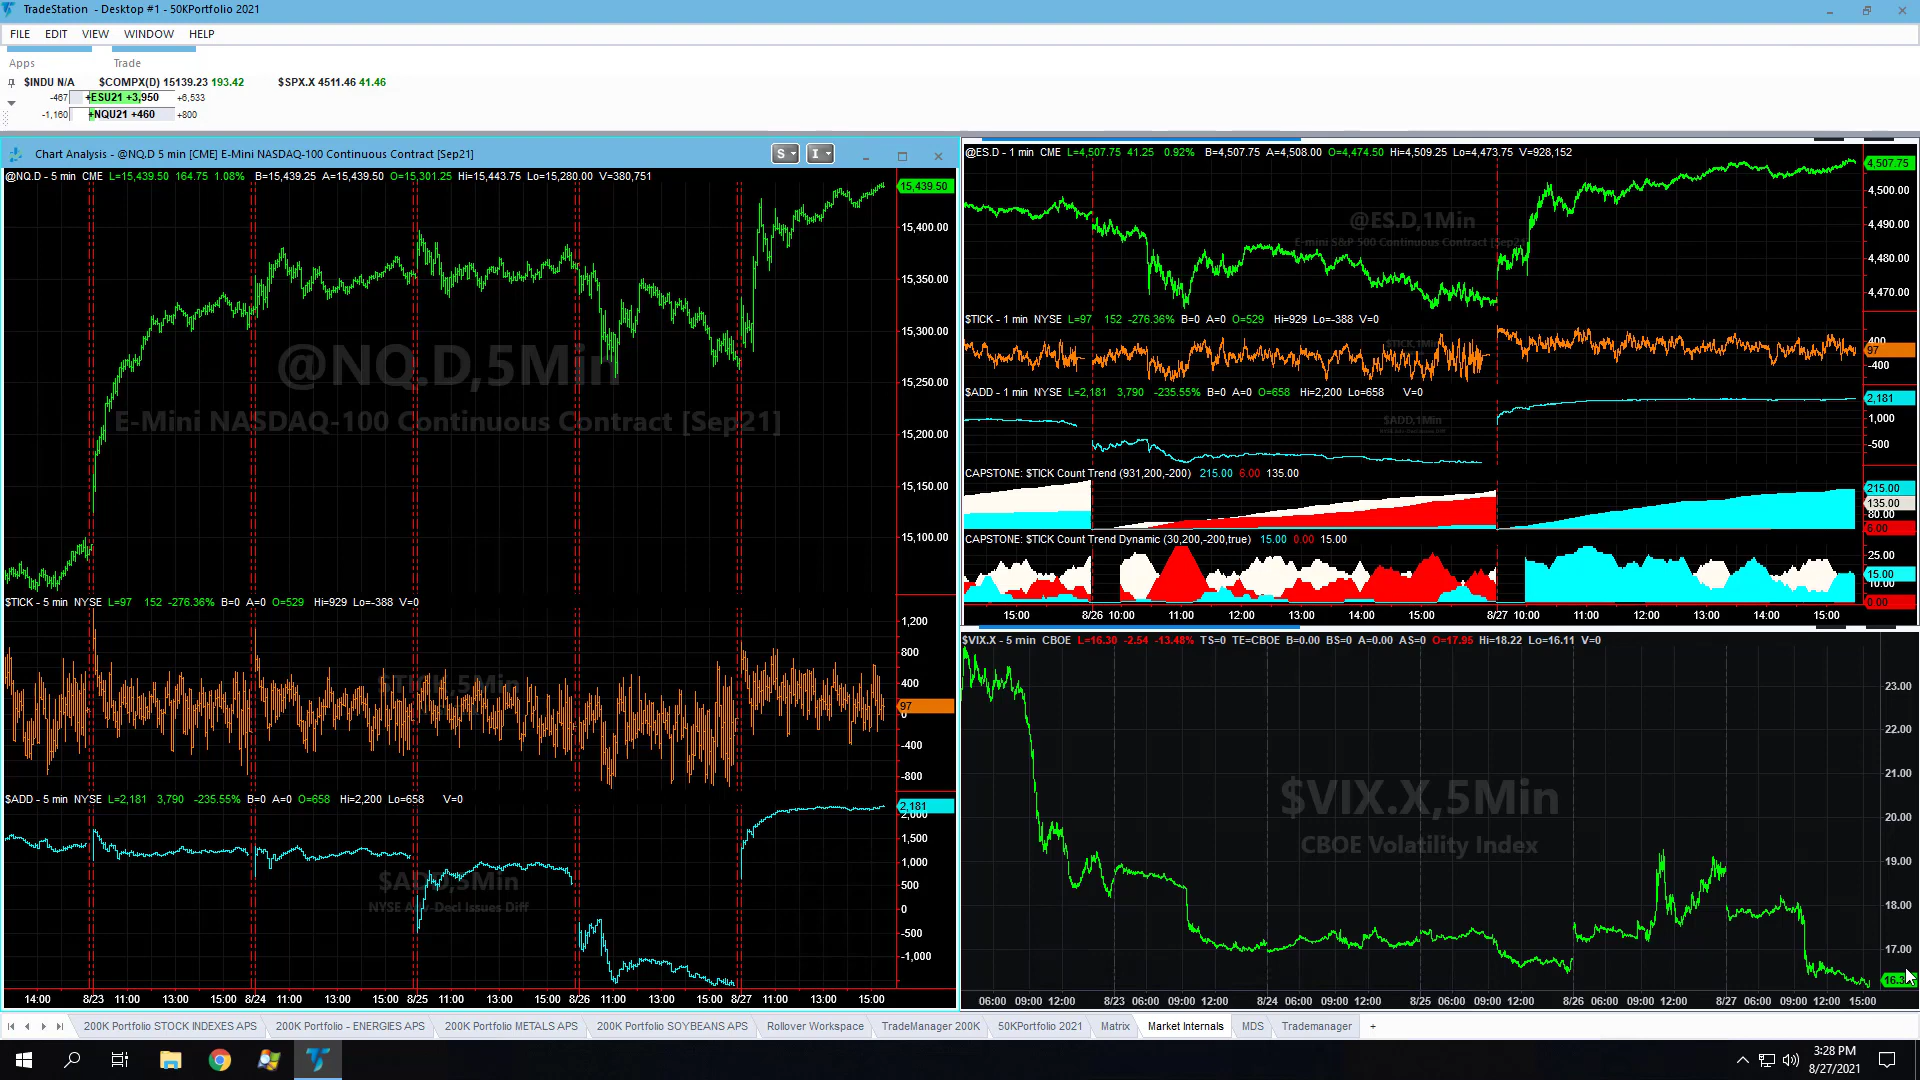 TradeStation - Desktop #1 - 50KPortfolio 2021
FILE EDIT VIEW WINDOW HELP
Apps Trade
$INDU N/A $COMPX(D) 15139.23 193.42 $SPX.X 4511.46 41.46
-467 +ESU21 +3,950 +6,533
-1,160 +NQU21 +460 +800
Chart Analysis - @NQ.D 5 min [CME] E-Mini NASDAQ-100 Continuous Contract [Sep21]
S I
@NQ.D - 5 min CME L=15,439.50 164.75 1.08% B=15,439.25 A=15,439.50 O=15,301.25 Hi=15,443.75 Lo=15,280.00 V=380,751
15,439.50
15,400.00
15,350.00
15,300.00
15,250.00
15,200.00
15,150.00
15,100.00
@NQ.D,5Min
E-Mini NASDAQ-100 Continuous Contract [Sep21]
$TICK - 5 min NYSE L=97 152 -276.36% B=0 A=0 O=529 Hi=929 Lo=-388 V=0
1,200
800
400
97
0
-400
-800
$TICK,5Min
$ADD - 5 min NYSE L=2,181 3,790 -235.55% B=0 A=0 O=658 Hi=2,200 Lo=658 V=0
2,181
2,000
1,500
1,000
500
0
-500
-1,000
$ADD,5Min
NYSE Adv-Decl Issues Diff
14:00 8/23 11:00 13:00 15:00 8/24 11:00 13:00 15:00 8/25 11:00 13:00 15:00 8/26 11:00 13:00 15:00 8/27 11:00 13:00 15:00
@ES.D - 1 min CME L=4,507.75 41.25 0.92% B=4,507.75 A=4,508.00 O=4,474.50 Hi=4,509.25 Lo=4,473.75 V=928,152
4,507.75
4,500.00
4,490.00
4,480.00
4,470.00
@ES.D,1Min
E-mini S&P 500 Continuous Contract [Sep21]
$TICK - 1 min NYSE L=97 152 -276.36% B=0 A=0 O=529 Hi=929 Lo=-388 V=0
400
97
-400
$TICK,1Min
$ADD - 1 min NYSE L=2,181 3,790 -235.55% B=0 A=0 O=658 Hi=2,200 Lo=658 V=0
2,181
1,000
-500
$ADD,1Min
CAPSTONE: $TICK Count Trend (931,200,-200) 215.00 6.00 135.00
215.00
135.00
80.00
6.00
CAPSTONE: $TICK Count Trend Dynamic (30,200,-200,true) 15.00 0.00 15.00
25.00
15.00
10.00
0.00
15:00 8/26 10:00 11:00 12:00 13:00 14:00 15:00 8/27 10:00 11:00 12:00 13:00 14:00 15:00
$VIX.X - 5 min CBOE L=16.30 -2.54 -13.48% TS=0 TE=CBOE B=0.00 BS=0 A=0.00 AS=0 O=17.95 Hi=18.22 Lo=16.11 V=0
23.00
22.00
21.00
20.00
19.00
18.00
17.00
$VIX.X,5Min
CBOE Volatility Index
06:00 09:00 12:00 8/23 06:00 09:00 12:00 8/24 06:00 09:00 12:00 8/25 06:00 09:00 12:00 8/26 06:00 09:00 12:00 8/27 06:00 09:00 12:00 15:00
200K Portfolio STOCK INDEXES APS 200K Portfolio - ENERGIES APS 200K Portfolio METALS APS 200K Portfolio SOYBEANS APS Rollover Workspace TradeManager 200K 50KPortfolio 2021 Matrix Market Internals MDS Trademanager +
3:28 PM
8/27/2021